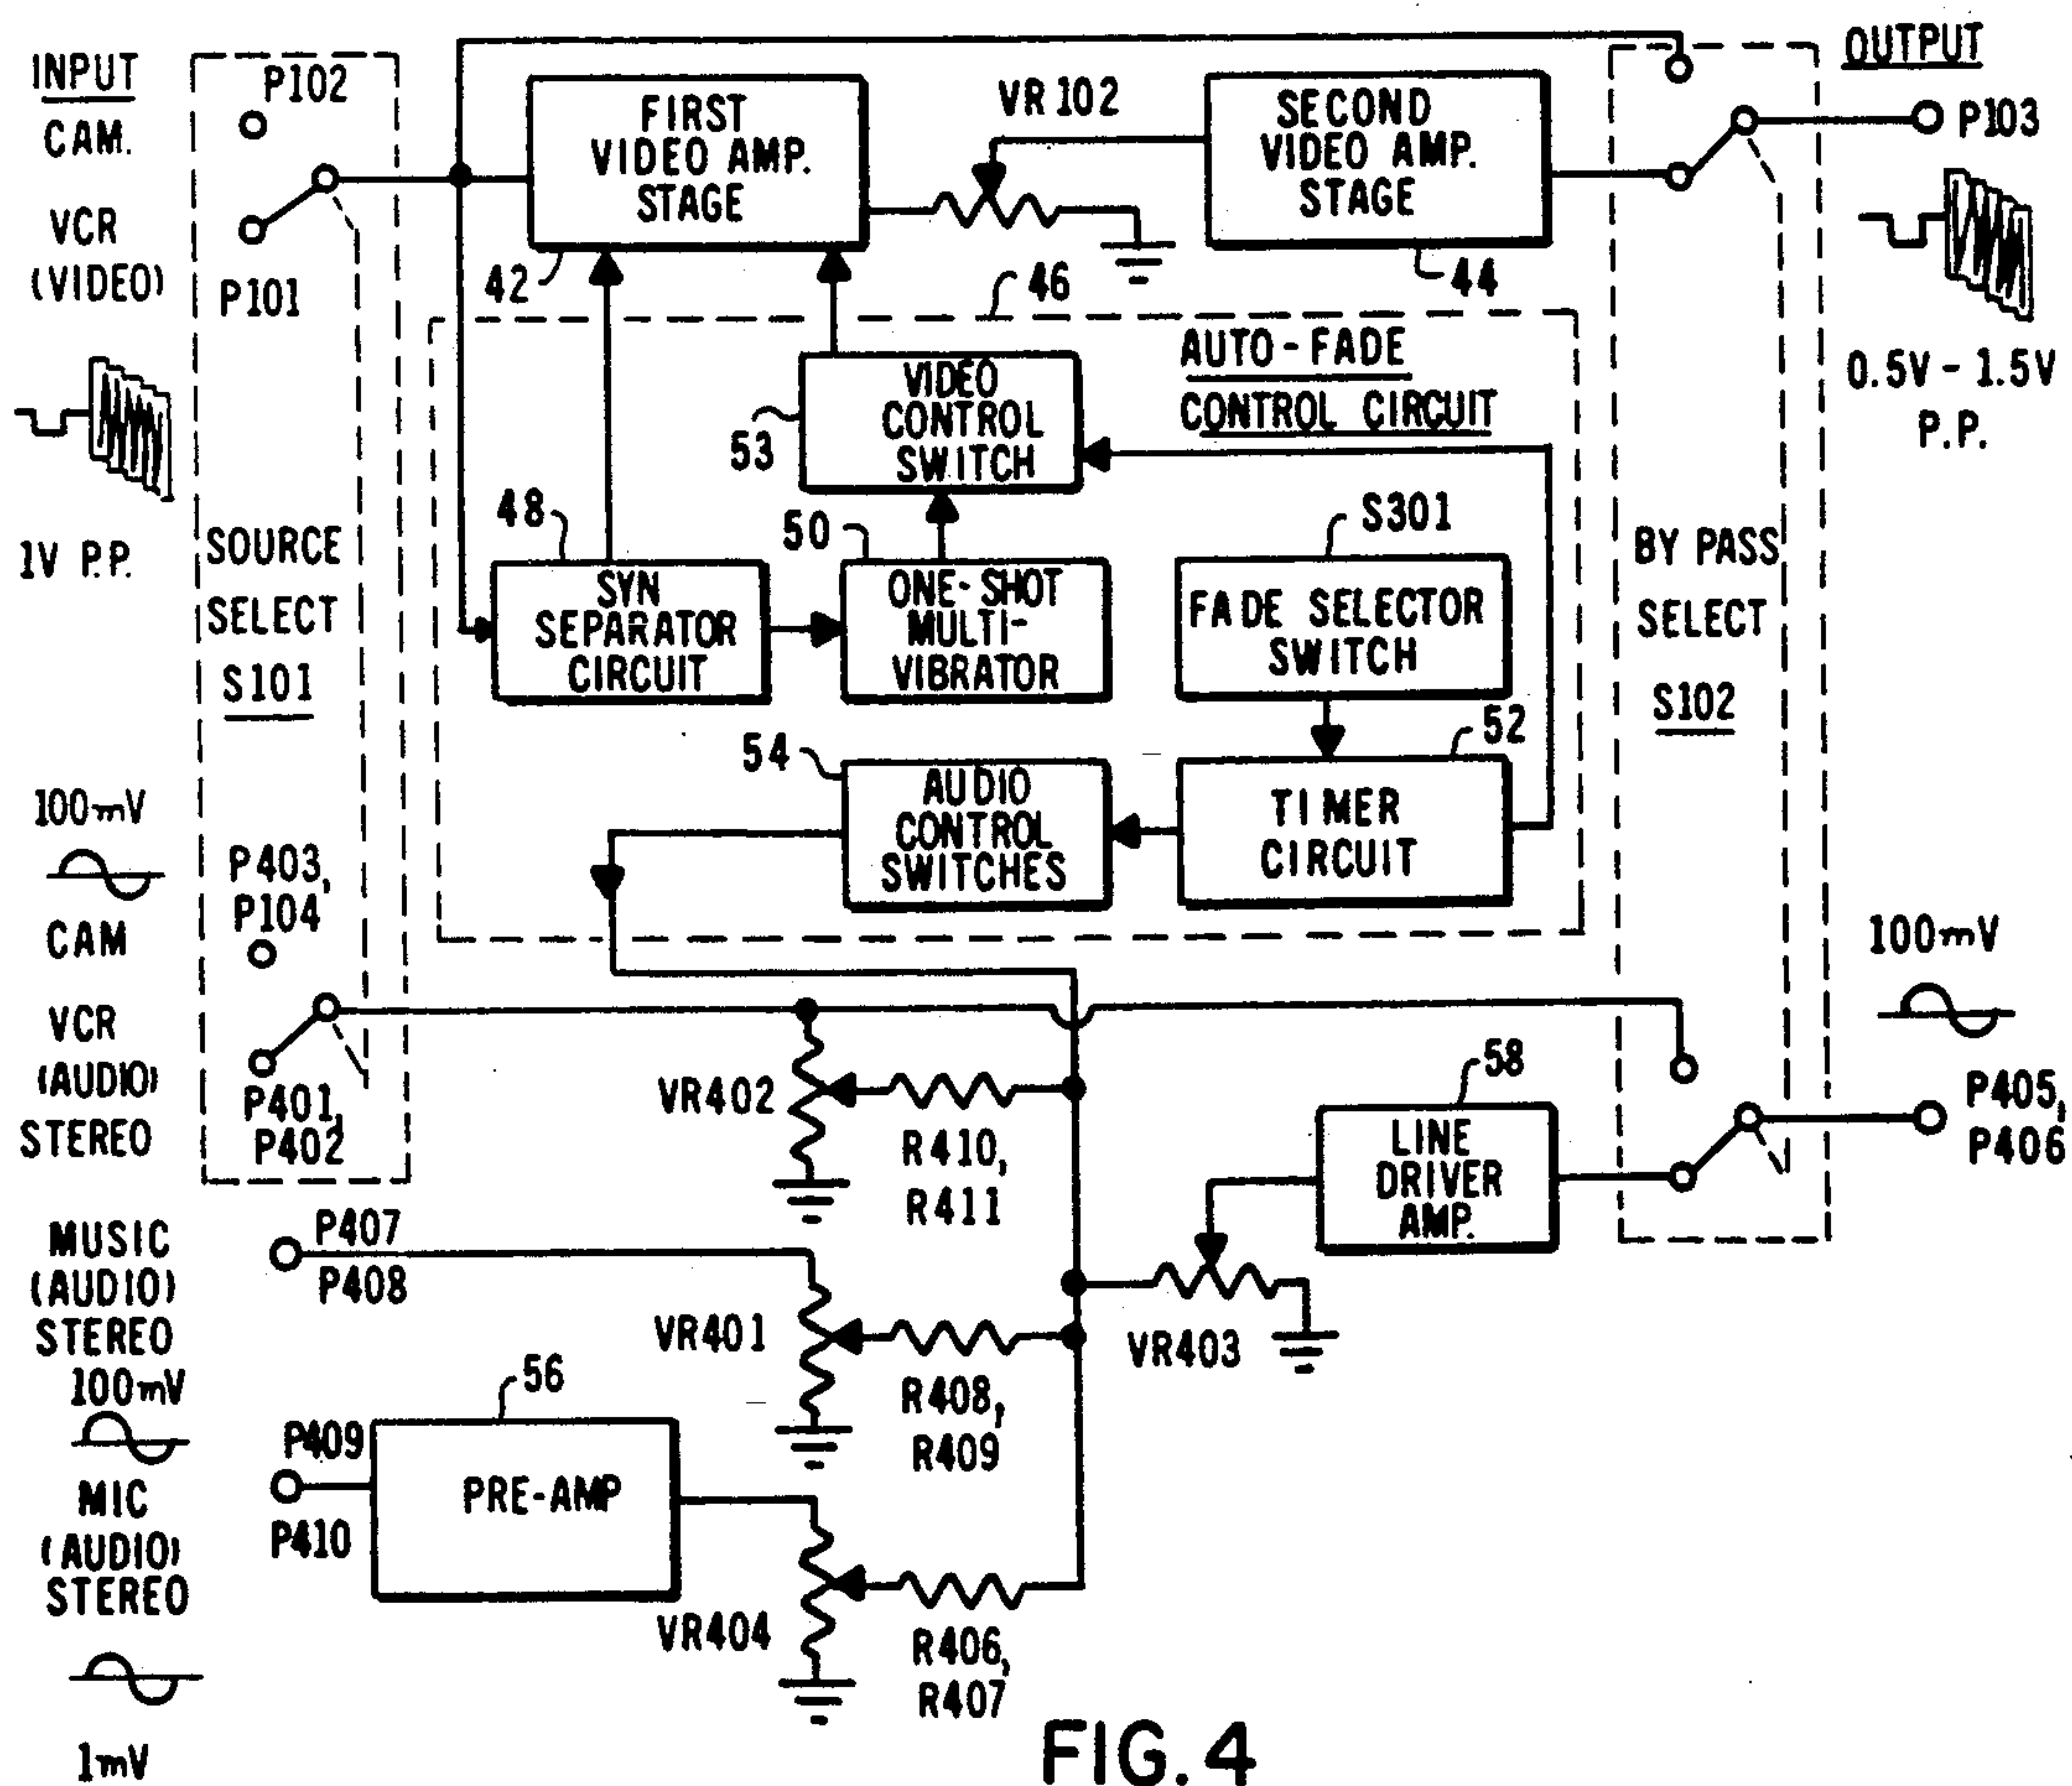 INPUT
CAM.
VCR
(VIDEO)
1V P.P.
P102
P101
SOURCE
SELECT
S101
FIRST
VIDEO AMP.
STAGE
42
VR102
SECOND
VIDEO AMP.
STAGE
44
OUTPUT
P103
0.5V - 1.5V
P.P.
46
AUTO-FADE
CONTROL CIRCUIT
VIDEO
CONTROL
SWITCH
53
48
SYN
SEPARATOR
CIRCUIT
50
ONE-SHOT
MULTI-
VIBRATOR
S301
FADE SELECTOR
SWITCH
BY PASS
SELECT
S102
54
AUDIO
CONTROL
SWITCHES
52
TIMER
CIRCUIT
100mV
CAM
P403,
P104
VCR
(AUDIO)
STEREO
P401,
P402
VR402
R410,
R411
58
LINE
DRIVER
AMP.
100mV
P405,
P406
MUSIC
(AUDIO)
STEREO
100mV
P407
P408
VR401
R408,
R409
VR403
56
PRE-AMP
P409
P410
MIC
(AUDIO)
STEREO
1mV
VR404
R406,
R407
FIG. 4